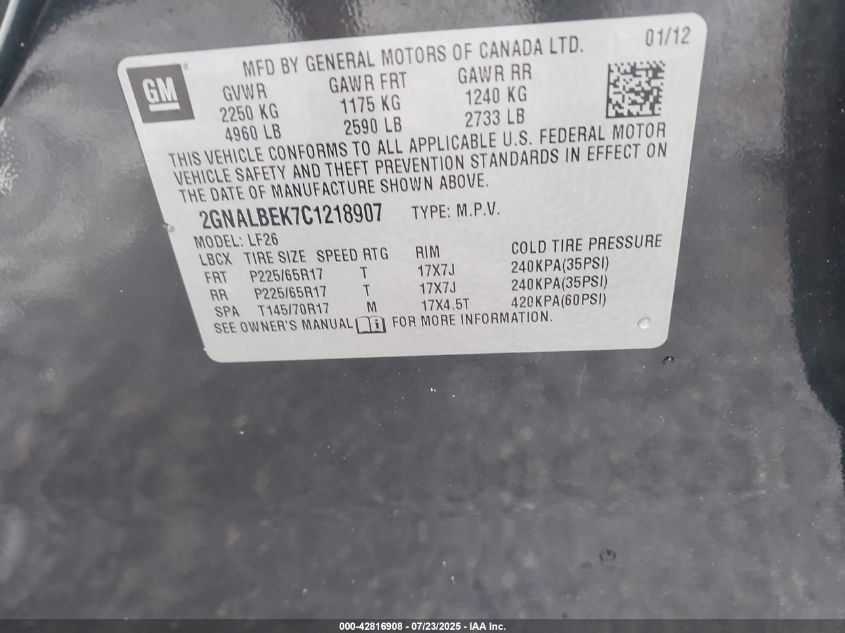 GM
MFD BY GENERAL MOTORS OF CANADA LTD. 01/12
GVWR GAWR FRT GAWR RR
2250 KG 1175 KG 1240 KG
4960 LB 2590 LB 2733 LB
THIS VEHICLE CONFORMS TO ALL APPLICABLE U.S. FEDERAL MOTOR
VEHICLE SAFETY AND THEFT PREVENTION STANDARDS IN EFFECT ON
THE DATE OF MANUFACTURE SHOWN ABOVE.
2GNALBEK7C1218907 TYPE: M.P.V.
MODEL: LF26
LBCX TIRE SIZE SPEED RTG RIM COLD TIRE PRESSURE
FRT P225/65R17 T 17X7J 240KPA(35PSI)
RR P225/65R17 T 17X7J 240KPA(35PSI)
SPA T145/70R17 M 17X4.5T 420KPA(60PSI)
SEE OWNER'S MANUAL FOR MORE INFORMATION.
000-42816908 - 07/23/2025 - IAA Inc.